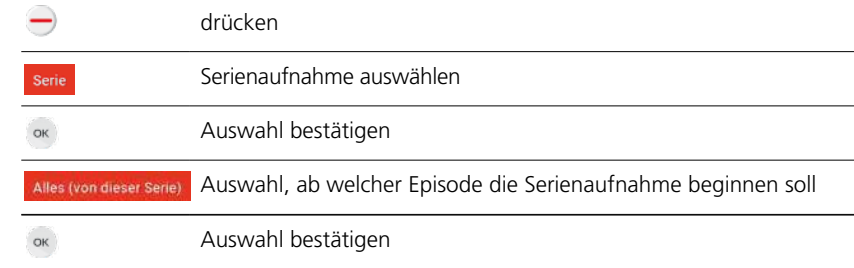 drücken
Serie Serienaufnahme auswählen
OK Auswahl bestätigen
Alles (von dieser Serie) Auswahl, ab welcher Episode die Serienaufnahme beginnen soll
OK Auswahl bestätigen